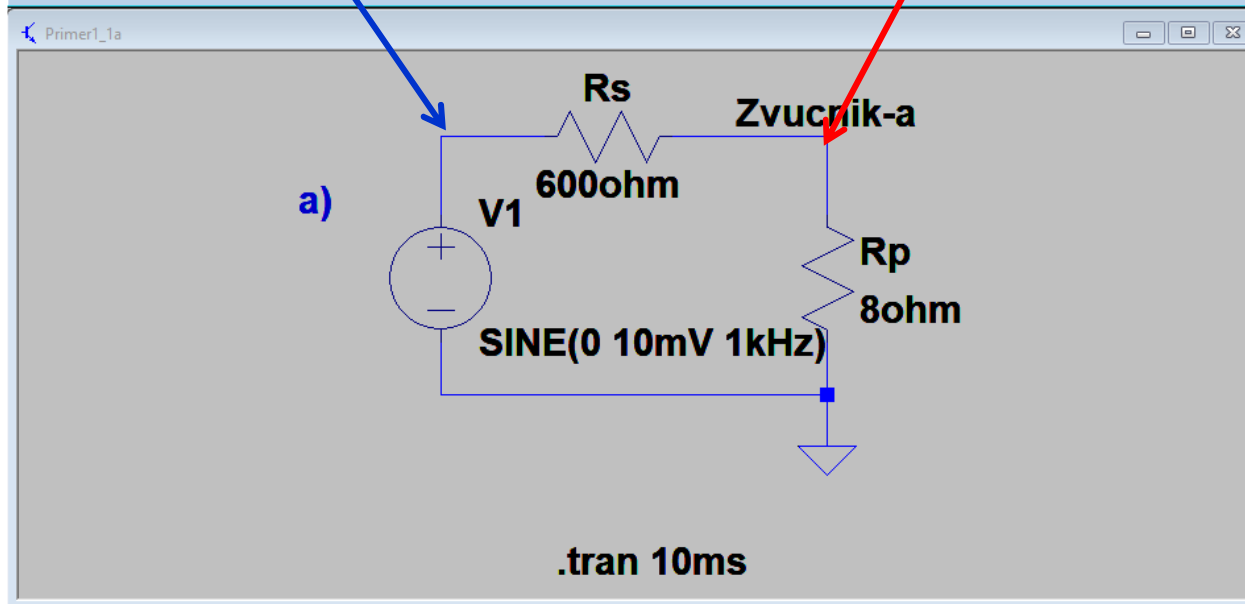 Primer1_1a
Rs
Zvucnik-a
600ohm
a)
V1
Rp
8ohm
SINE(0 10mV 1kHz)
.tran 10ms